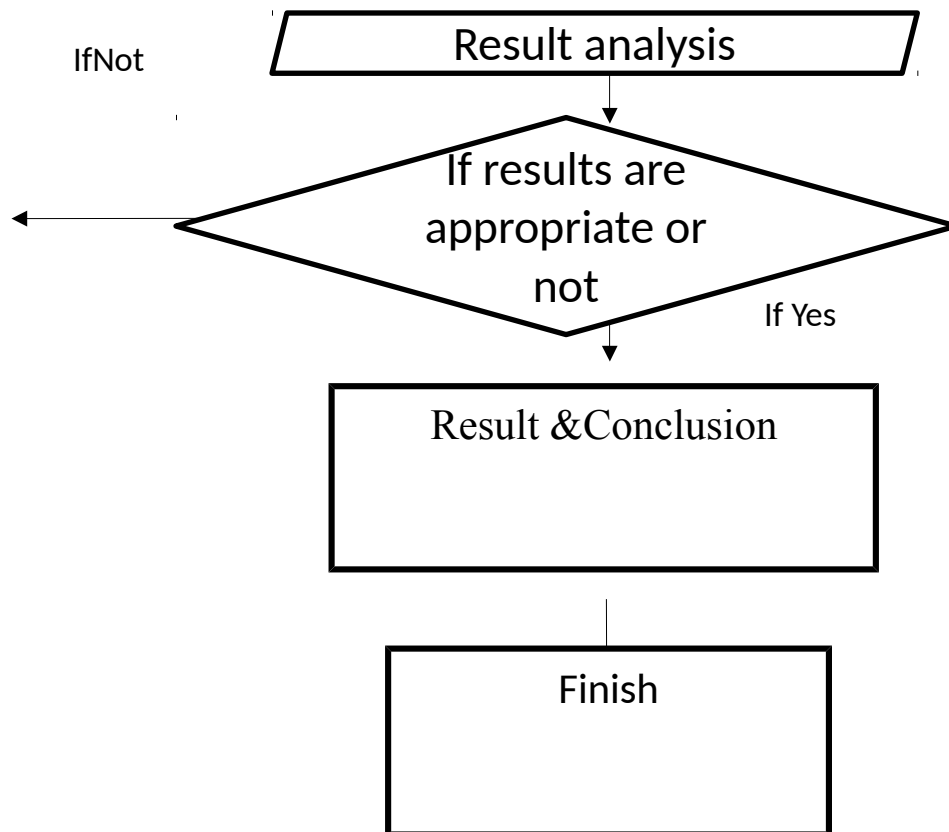 Result analysis
IfNot
If results are
appropriate or
not
If Yes
Result &Conclusion
Finish